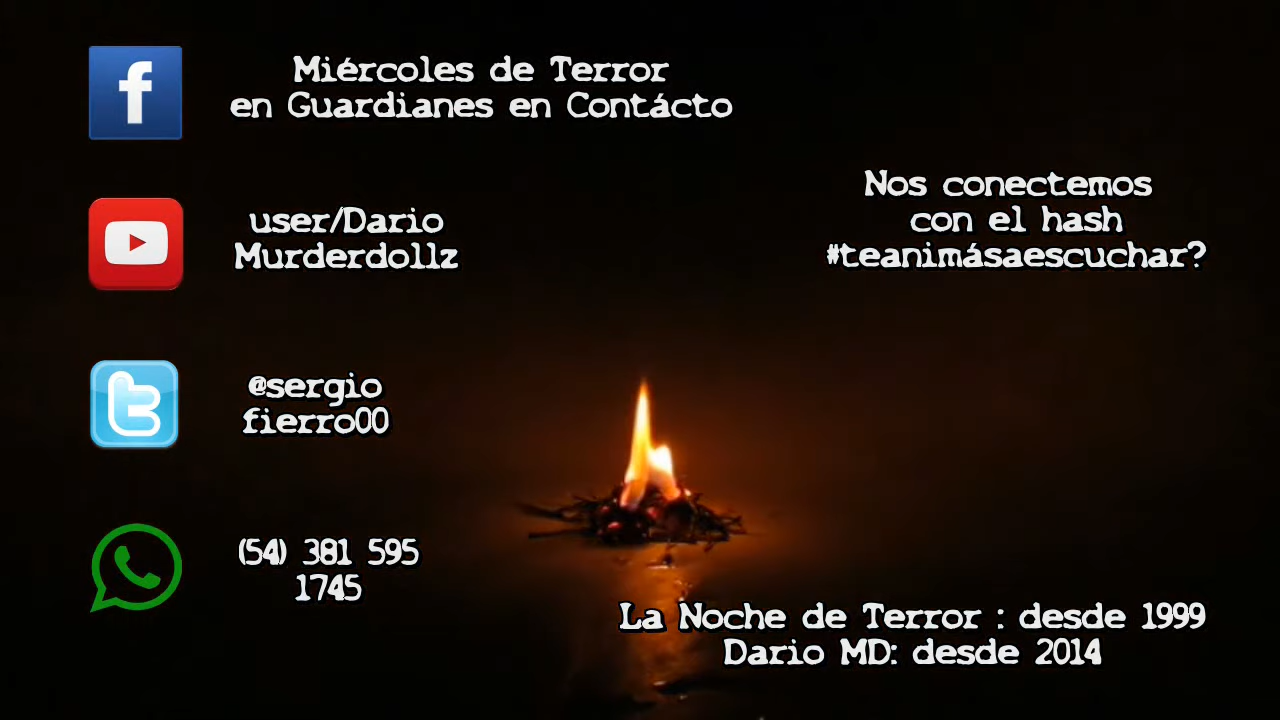 Miércoles de Terror
en Guardianes en Contácto
Nos conectemos
con el hash
#teanimásaescuchar?
user/Dario
Murderdollz
@sergio
fierro00
(54) 381 595
1745
La Noche de Terror : desde 1999
Dario MD: desde 2014